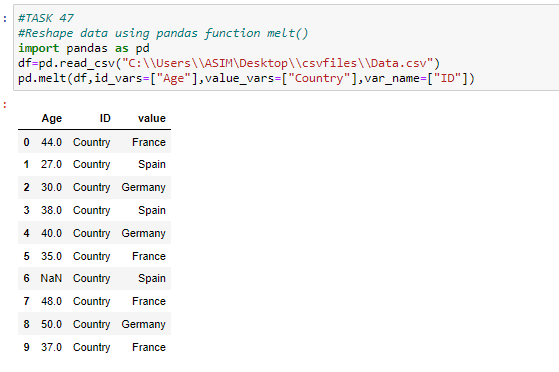 : #TASK 47
#Reshape data using pandas function melt()
import pandas as pd
df=pd.read_csv("C:\\Users\\ASIM\Desktop\\csvfiles\\Data.csv")
pd.melt(df,id_vars=["Age"],value_vars=["Country"],var_name=["ID"])
:
Age ID value
0 44.0 Country France
1 27.0 Country Spain
2 30.0 Country Germany
3 38.0 Country Spain
4 40.0 Country Germany
5 35.0 Country France
6 NaN Country Spain
7 48.0 Country France
8 50.0 Country Germany
9 37.0 Country France